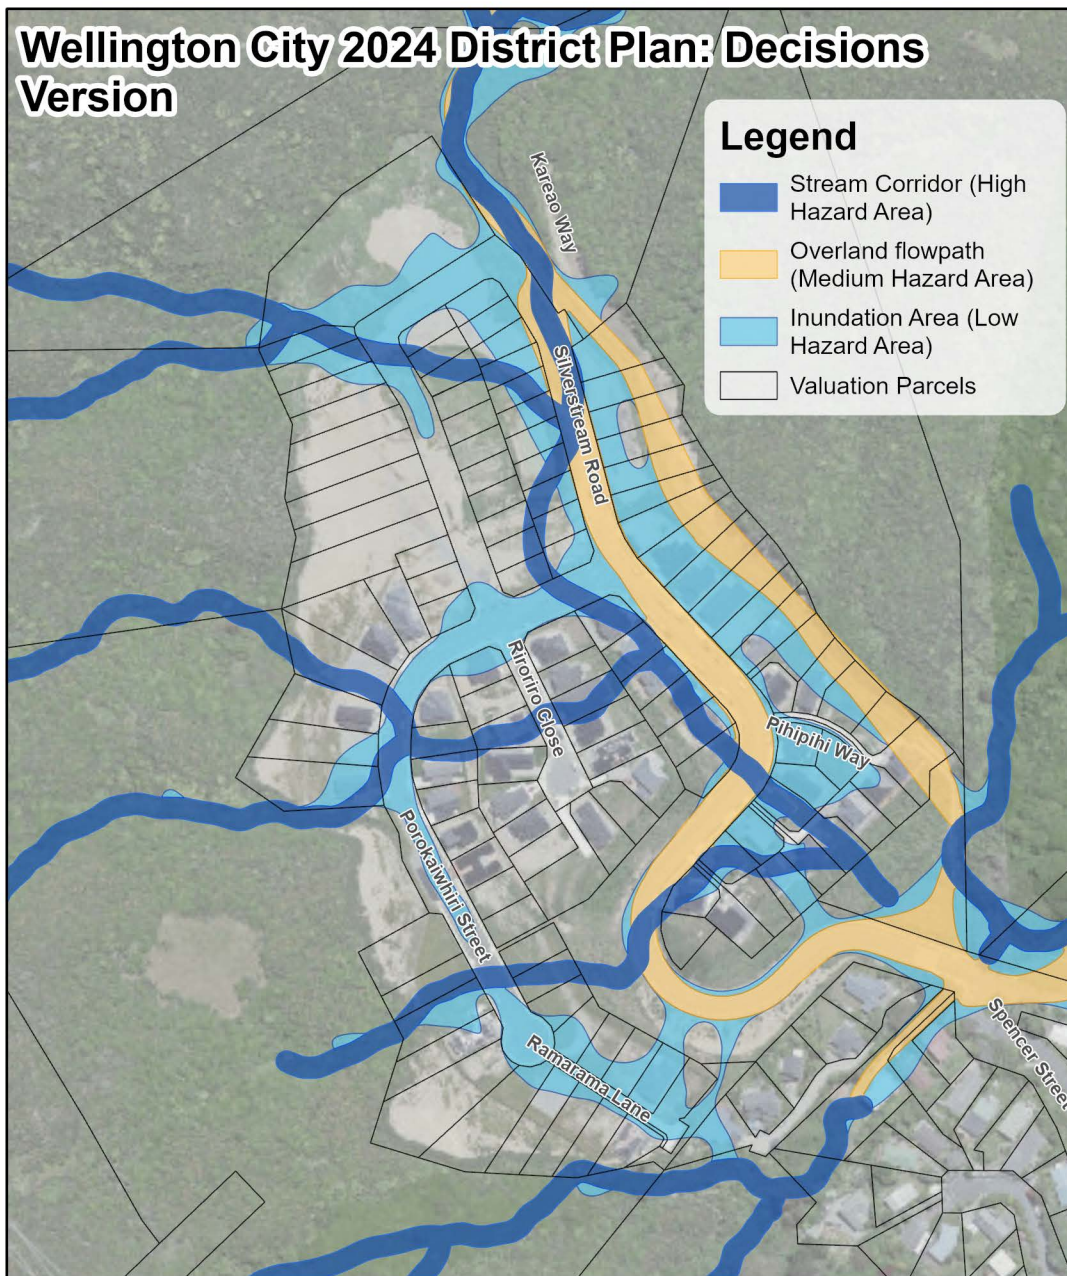 Wellington City 2024 District Plan: Decisions
Version
Legend
Stream Corridor (High
Hazard Area)
Overland flowpath
(Medium Hazard Area)
Inundation Area (Low
Hazard Area)
Valuation Parcels
Kareao Way
Silverstream Road
Riroriro Close
Pihipihi Way
Porokaiwhiri Street
Ramarama Lane
Spencer Street